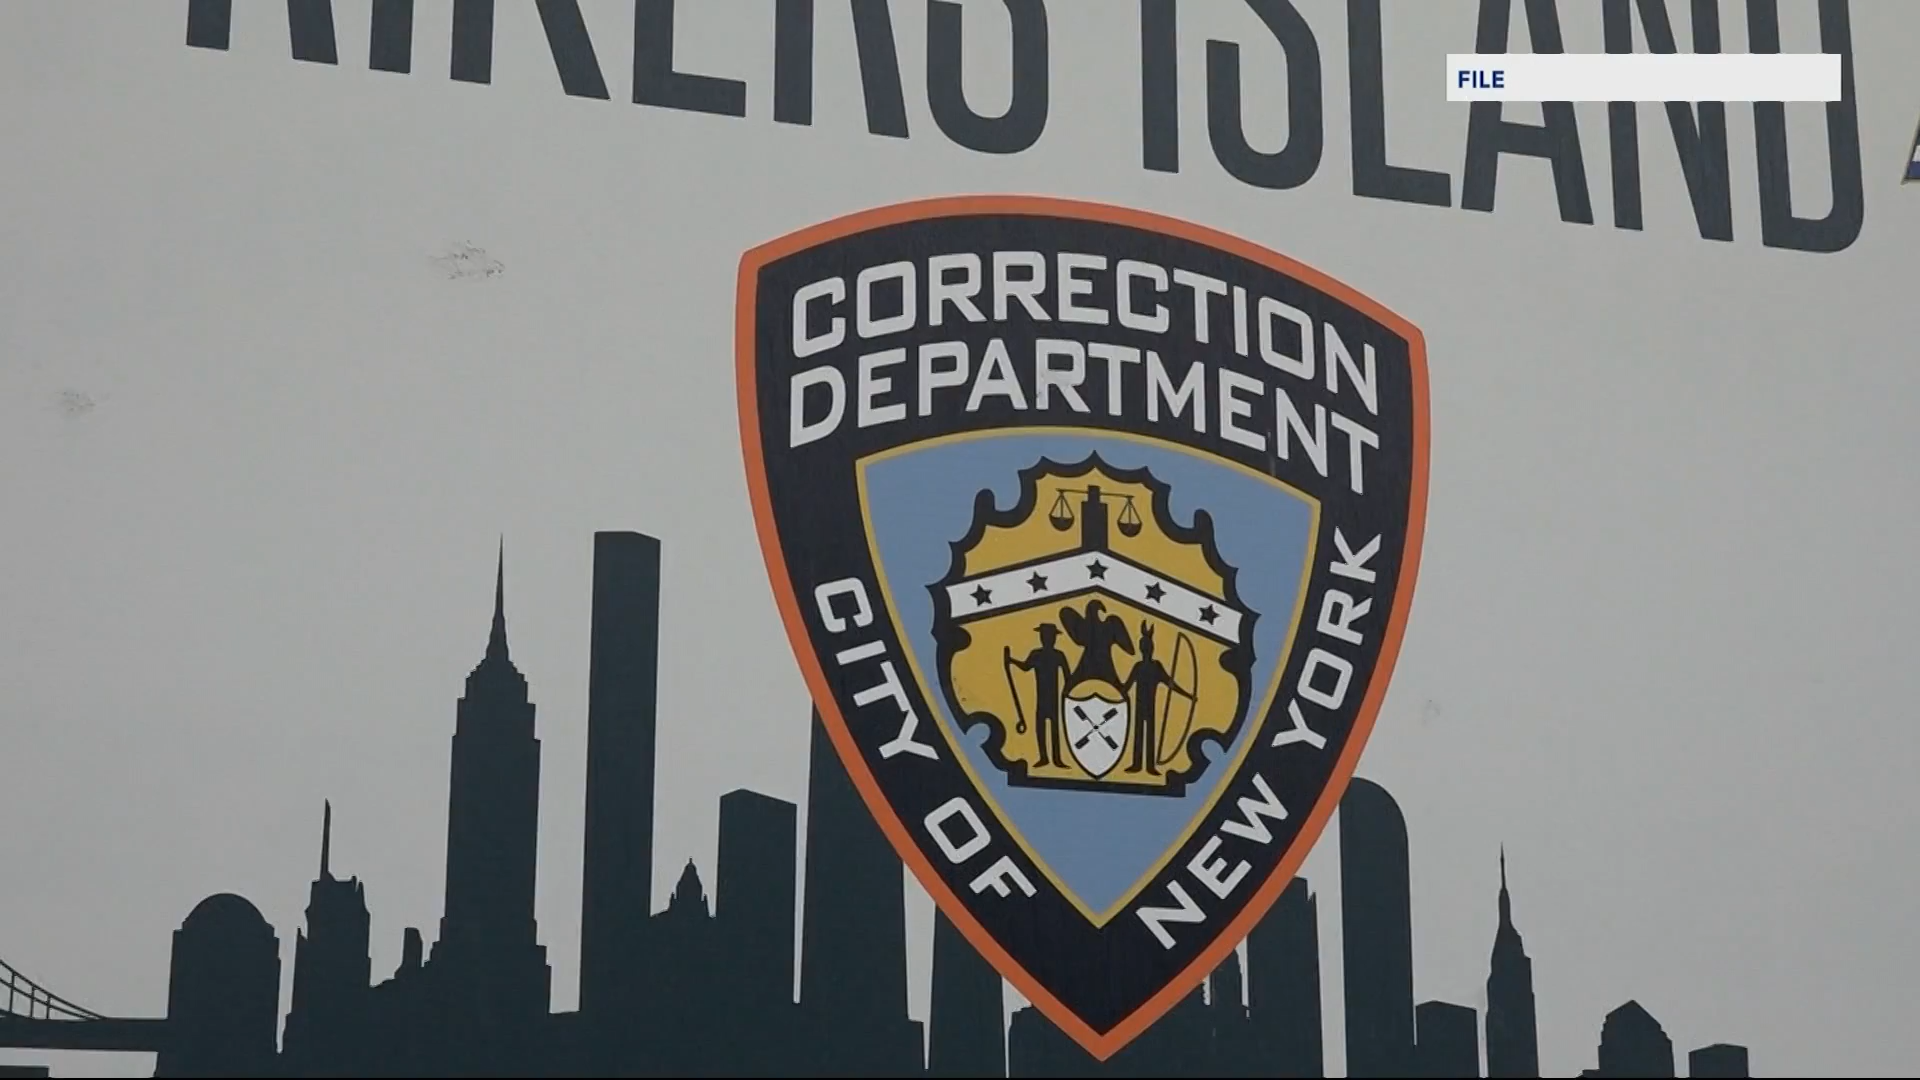 RIKERS ISLAND
FILE
CORRECTION
DEPARTMENT
CITY OF
NEW YORK